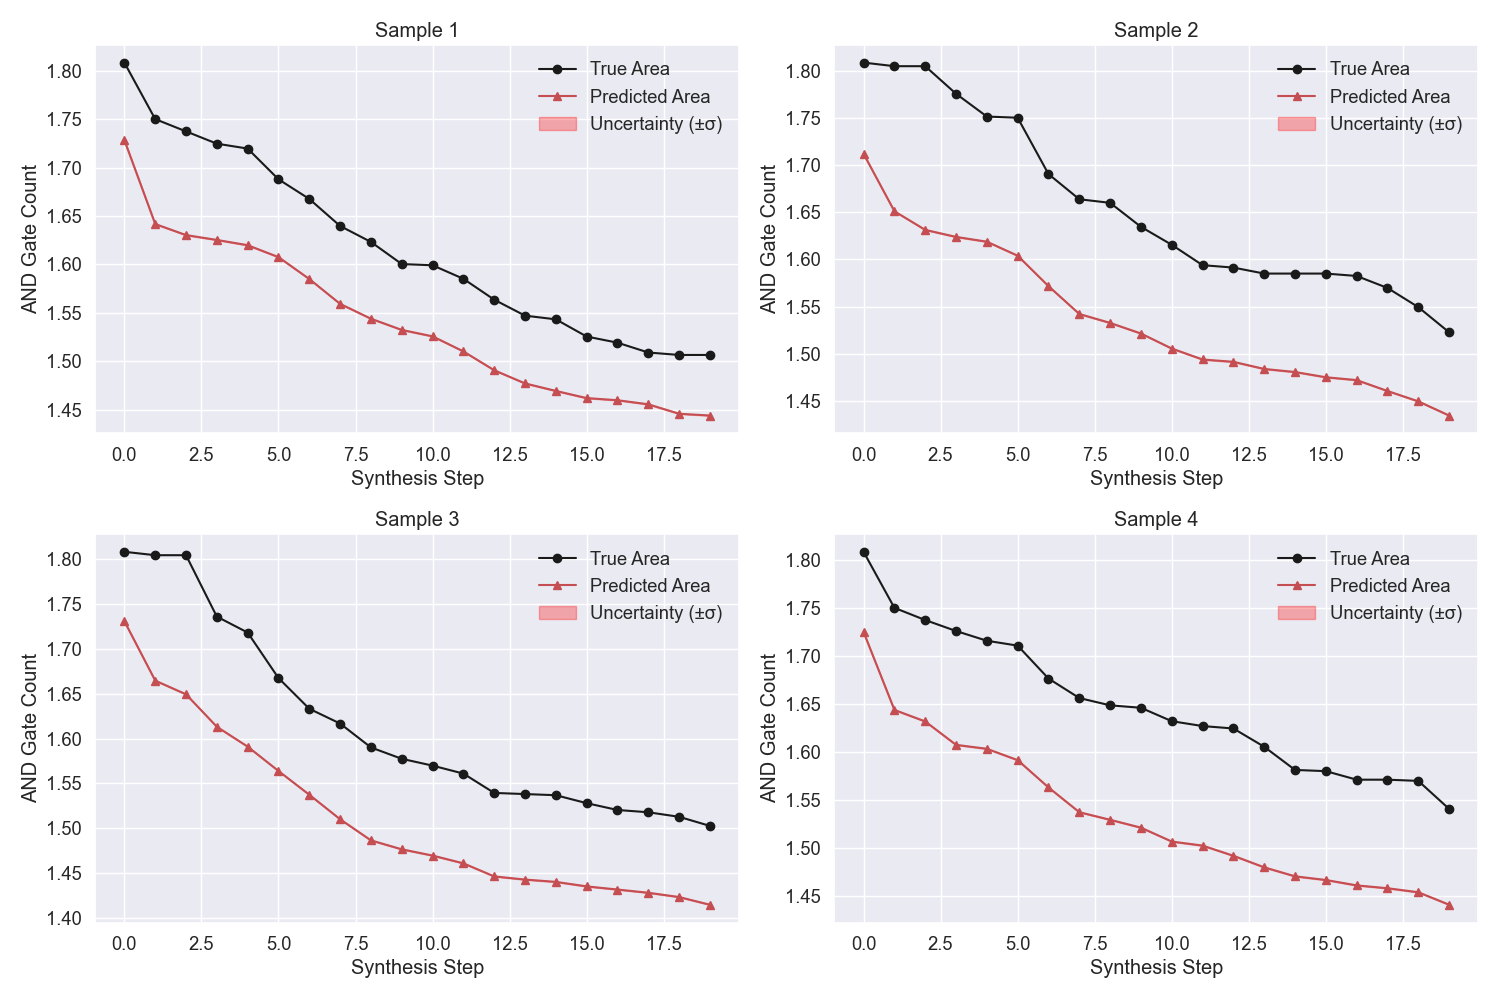 Sample 1
True Area
Predicted Area
Uncertainty (±σ)
AND Gate Count
1.80
1.75
1.70
1.65
1.60
1.55
1.50
1.45
0.0 2.5 5.0 7.5 10.0 12.5 15.0 17.5
Synthesis Step
Sample 2
True Area
Predicted Area
Uncertainty (±σ)
AND Gate Count
1.80
1.75
1.70
1.65
1.60
1.55
1.50
1.45
0.0 2.5 5.0 7.5 10.0 12.5 15.0 17.5
Synthesis Step
Sample 3
True Area
Predicted Area
Uncertainty (±σ)
AND Gate Count
1.80
1.75
1.70
1.65
1.60
1.55
1.50
1.45
1.40
0.0 2.5 5.0 7.5 10.0 12.5 15.0 17.5
Synthesis Step
Sample 4
True Area
Predicted Area
Uncertainty (±σ)
AND Gate Count
1.80
1.75
1.70
1.65
1.60
1.55
1.50
1.45
0.0 2.5 5.0 7.5 10.0 12.5 15.0 17.5
Synthesis Step